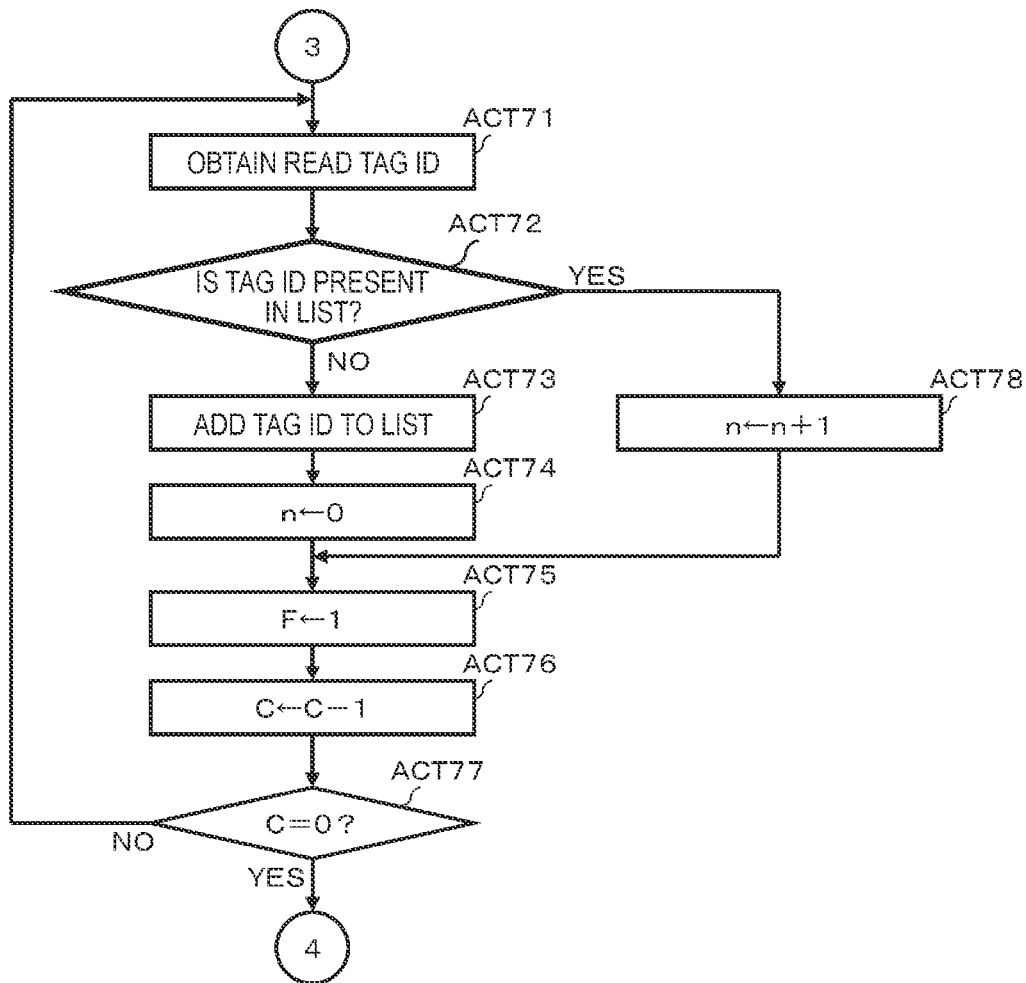 3
ACT71
OBTAIN READ TAG ID
ACT72
IS TAG ID PRESENT
IN LIST?
YES
NO
ACT73
ADD TAG ID TO LIST
ACT78
n←n+1
ACT74
n←0
ACT75
F←1
ACT76
C←C−1
ACT77
C=0?
NO
YES
4